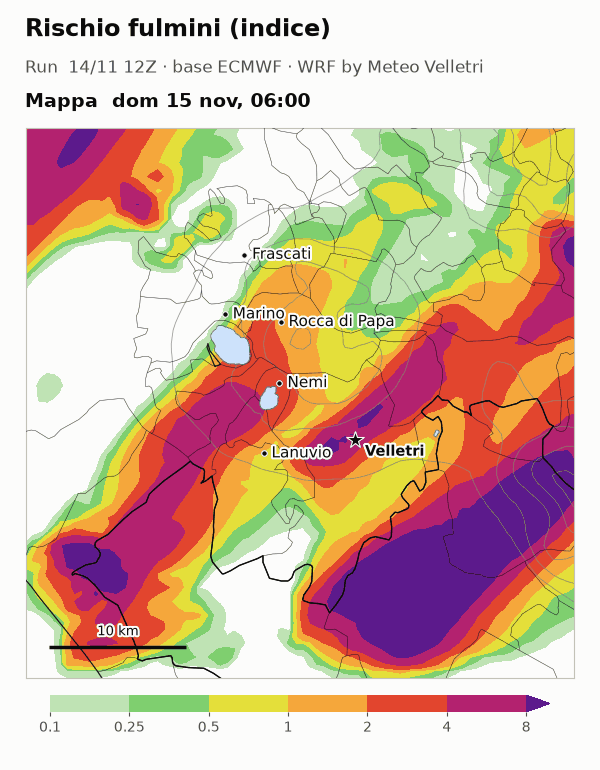 Rischio fulmini (indice)
Run 14/11 12Z · base ECMWF · WRF by Meteo Velletri
Mappa dom 15 nov, 06:00
Frascati
Marino
Rocca di Papa
Nemi
Velletri
Lanuvio
10 km
0.1 0.25 0.5 1 2 4 8